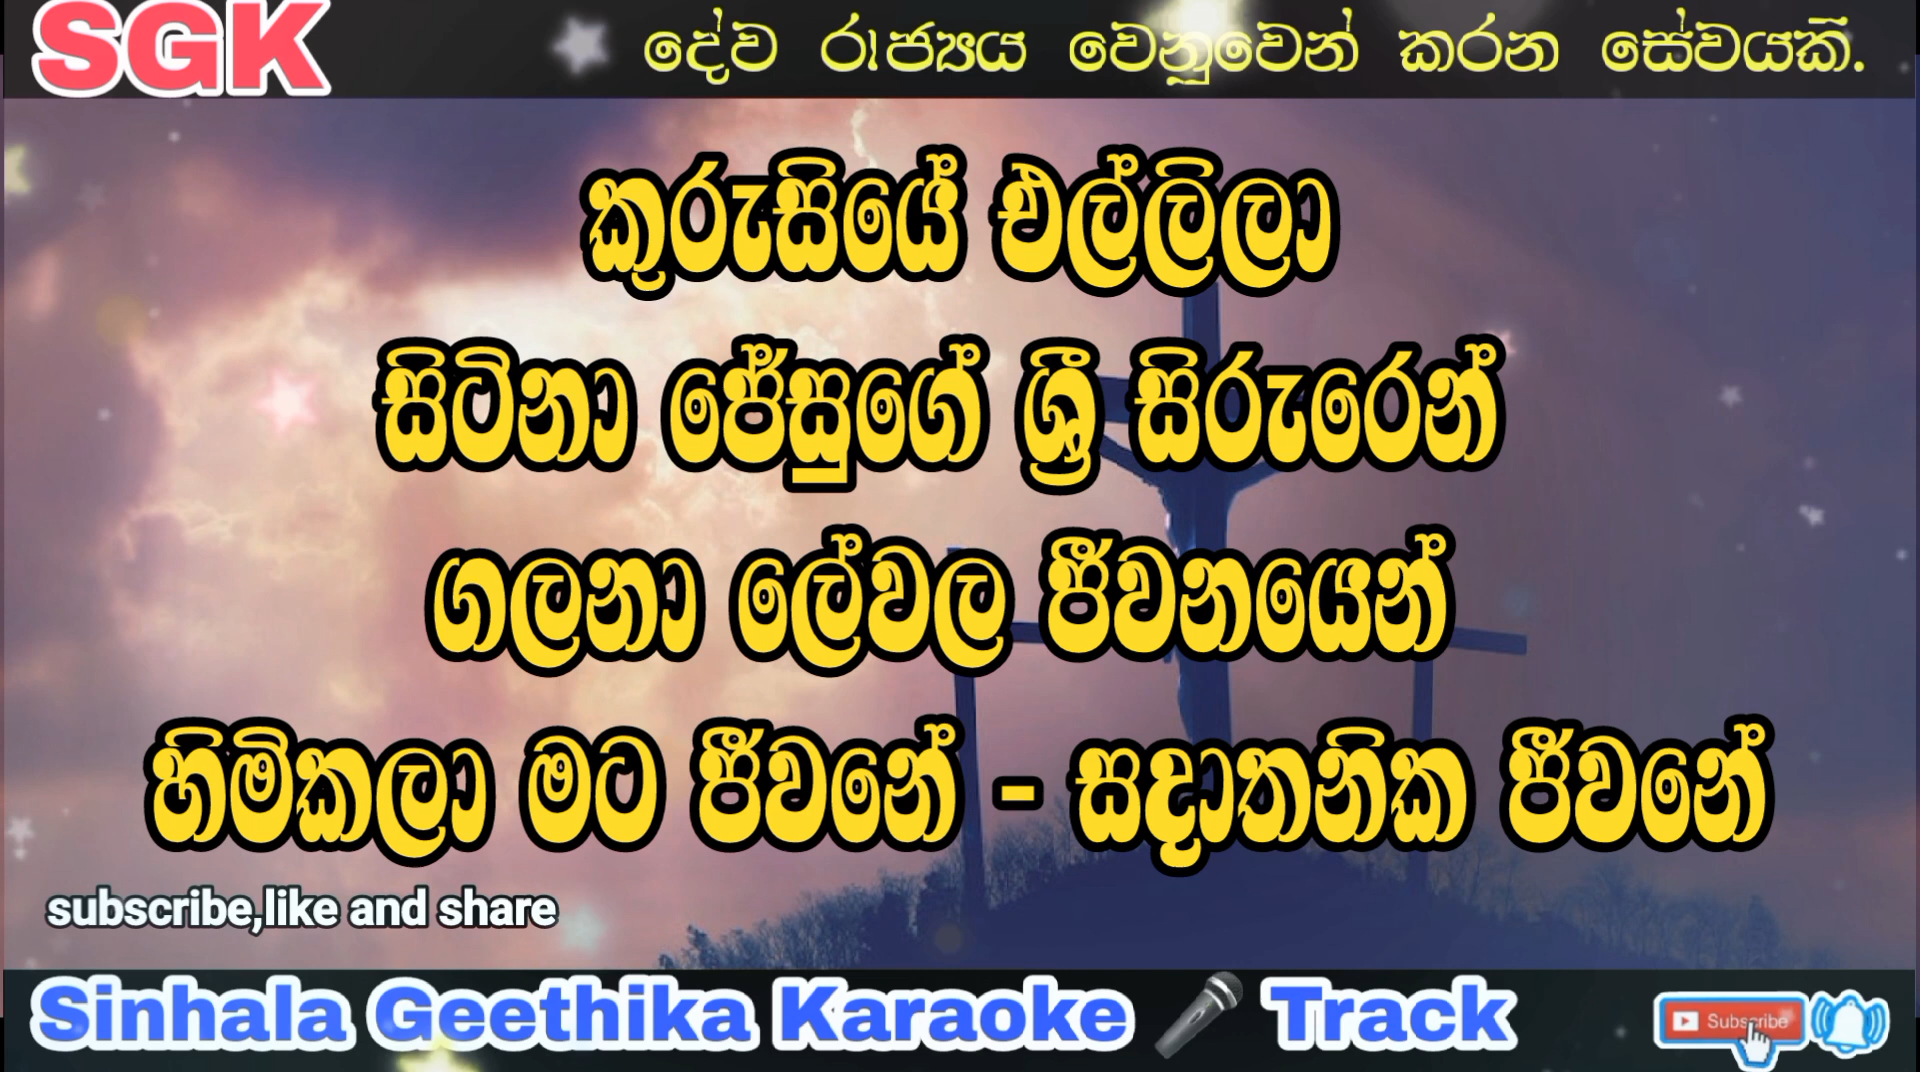 SGK
දේව රාජ්‍යය වෙනුවෙන් කරන සේවයකි.
කුරුසියේ එල්ලිලා
සිටිනා ජේසුගේ ශ්‍රී සිරුරෙන්
ගලනා ලේවල ජීවනයෙන්
හිමිකලා මට ජීවනේ - සදාතනික ජීවනේ
subscribe,like and share
Sinhala Geethika Karaoke Track
Subscribe